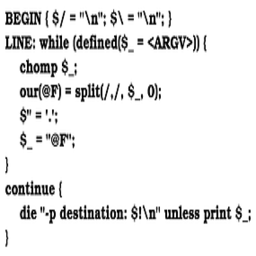 BEGIN { $/ = "\n"; $\ = "\n"; }
LINE: while (defined($_ = <ARGV>)) {
chomp $_;
our(@F) = split(/,/, $_, 0);
$" = ';';
$_ = "@F";
}
continue {
die "-p destination: $!\n" unless print $_;
}